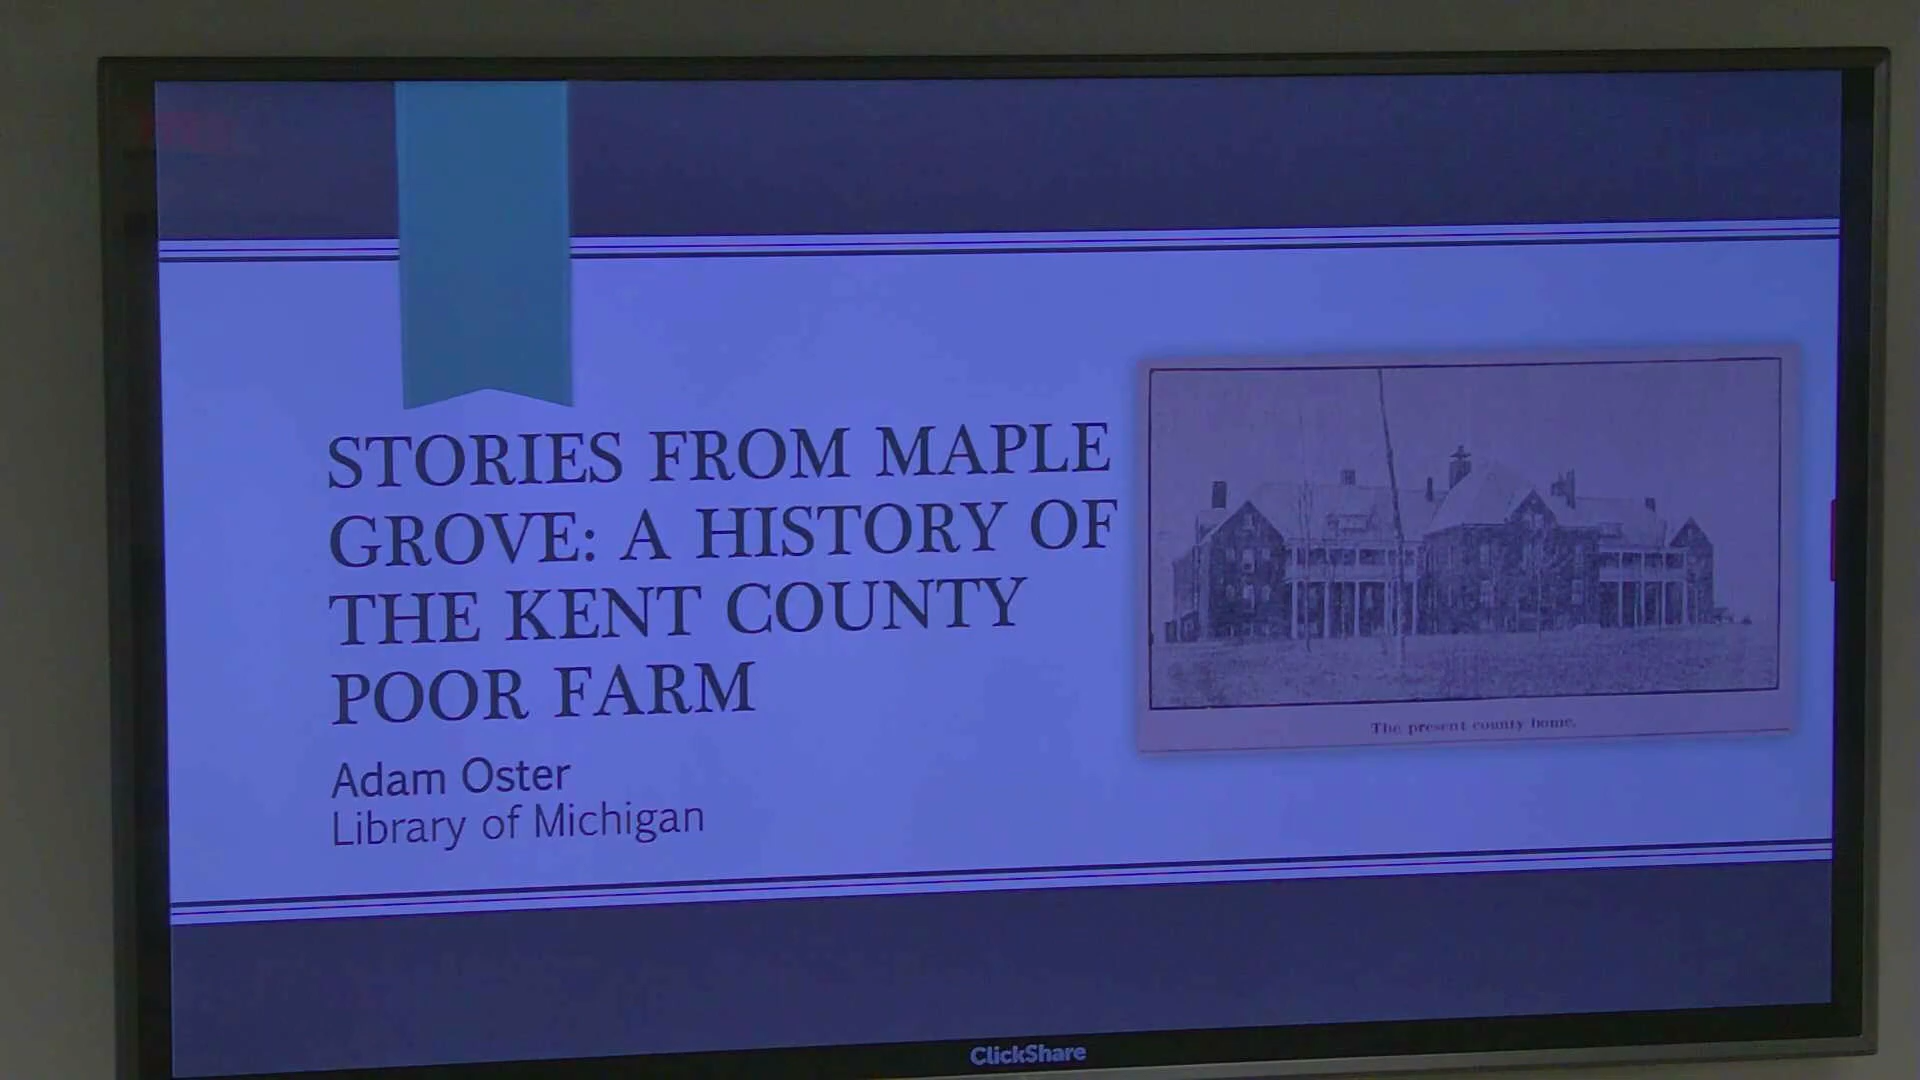 STORIES FROM MAPLE
GROVE: A HISTORY OF
THE KENT COUNTY
POOR FARM
Adam Oster
Library of Michigan
The present county home.
ClickShare